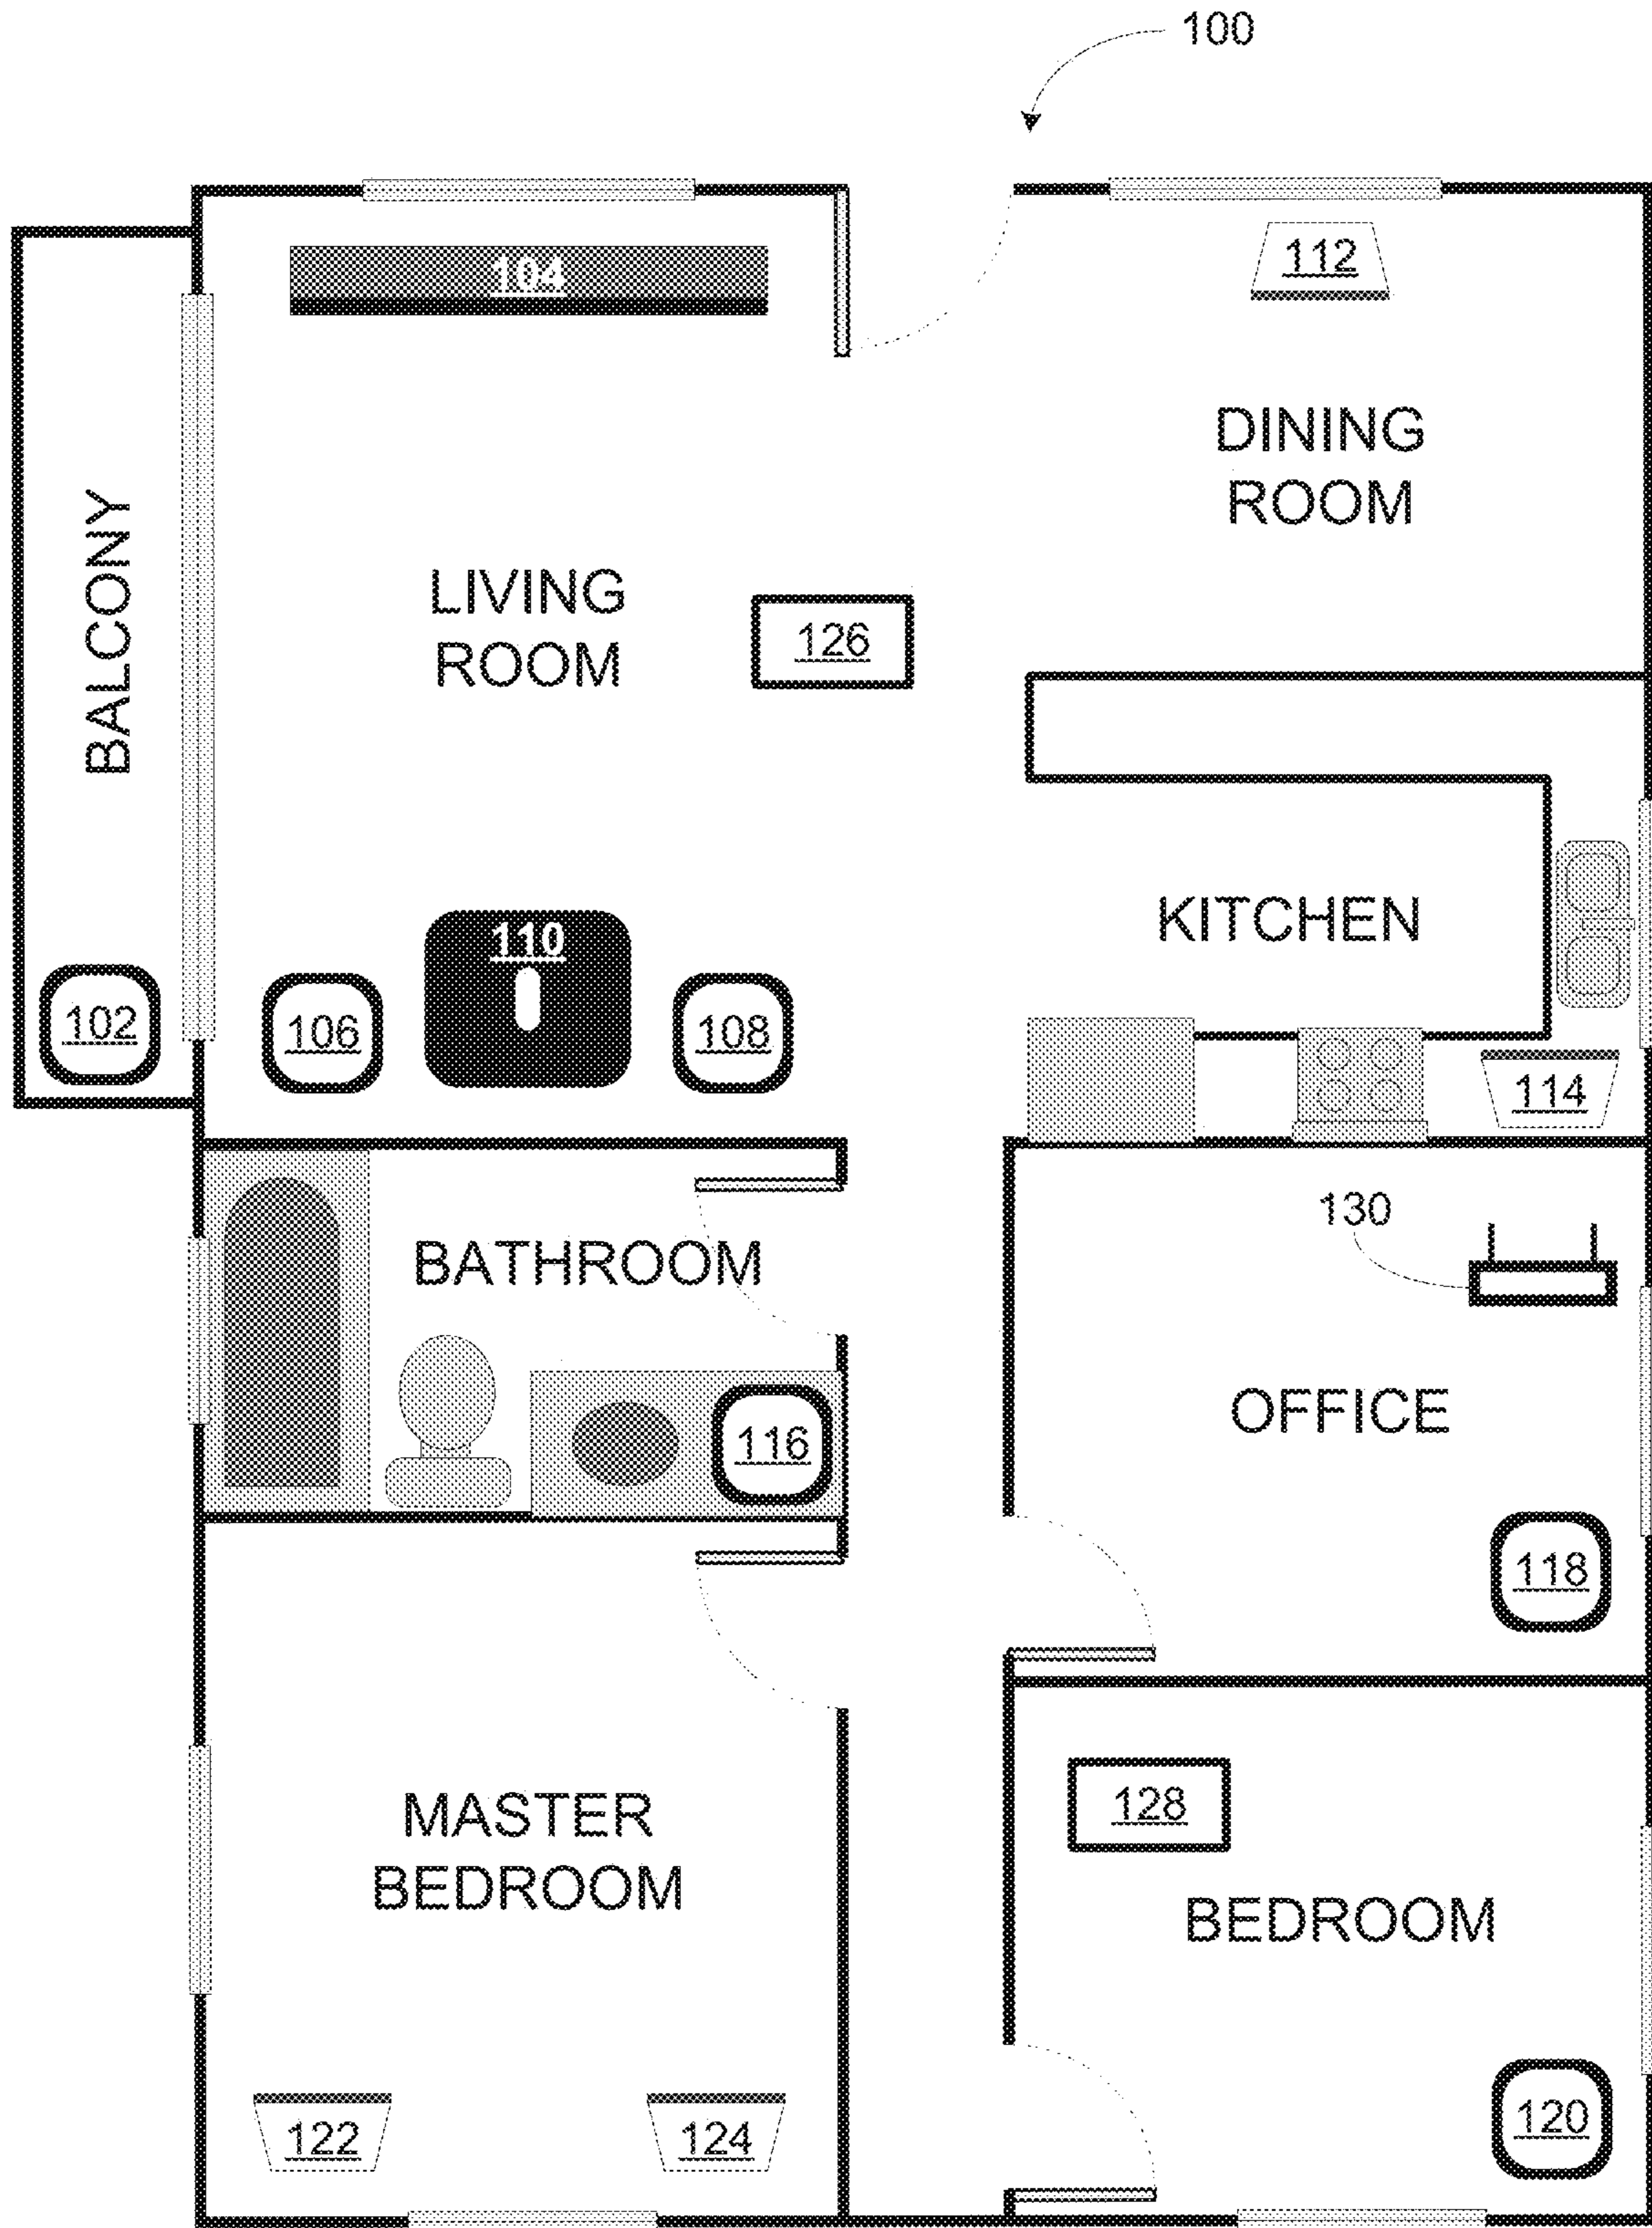 100
104
112
DINING
ROOM
BALCONY
LIVING
ROOM
126
110
KITCHEN
102
106
108
114
130
BATHROOM
OFFICE
116
118
128
MASTER
BEDROOM
BEDROOM
120
122
124